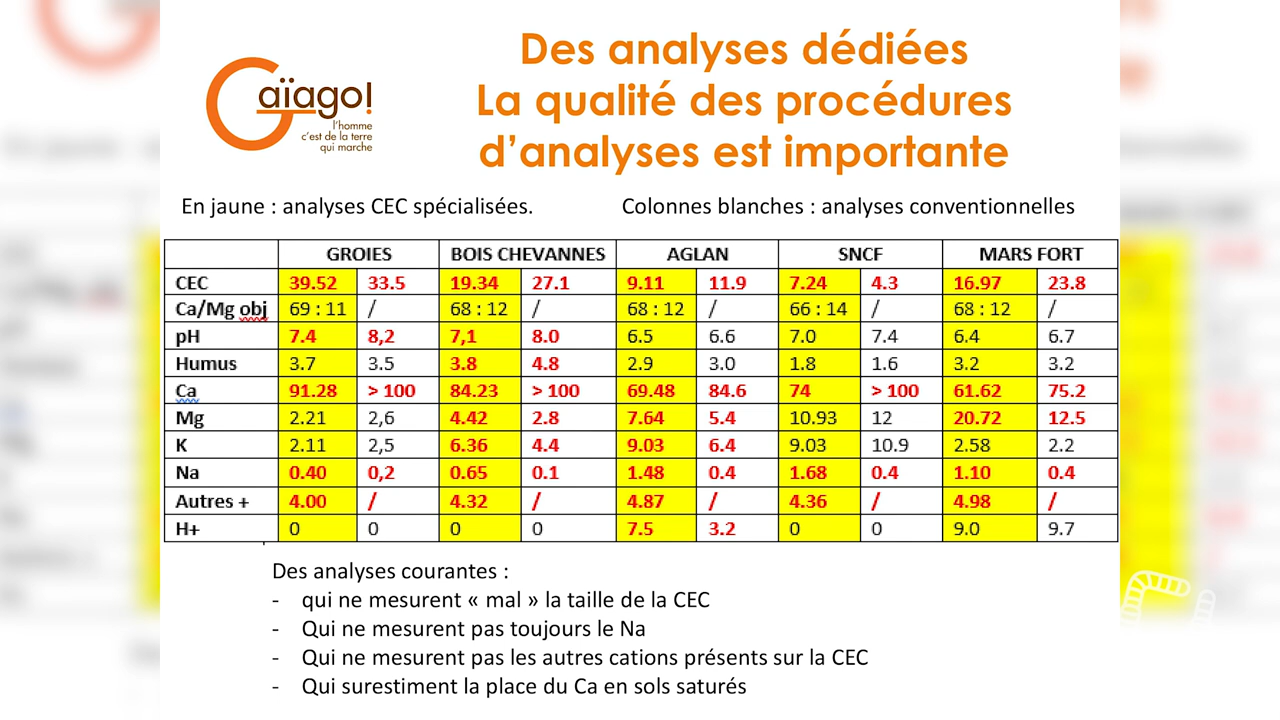 Des analyses dédiées
La qualité des procédures
d'analyses est importante
Gaïago!
l'homme
c'est de la terre
qui marche
En jaune : analyses CEC spécialisées. Colonnes blanches : analyses conventionnelles
GROIES BOIS CHEVANNES AGLAN SNCF MARS FORT
CEC 39.52 33.5 19.34 27.1 9.11 11.9 7.24 4.3 16.97 23.8
Ca/Mg obj 69 : 11 / 68 : 12 / 68 : 12 / 66 : 14 / 68 : 12 /
pH 7.4 8,2 7,1 8.0 6.5 6.6 7.0 7.4 6.4 6.7
Humus 3.7 3.5 3.8 4.8 2.9 3.0 1.8 1.6 3.2 3.2
Ca 91.28 > 100 84.23 > 100 69.48 84.6 74 > 100 61.62 75.2
Mg 2.21 2,6 4.42 2.8 7.64 5.4 10.93 12 20.72 12.5
K 2.11 2,5 6.36 4.4 9.03 6.4 9.03 10.9 2.58 2.2
Na 0.40 0,2 0.65 0.1 1.48 0.4 1.68 0.4 1.10 0.4
Autres + 4.00 / 4.32 / 4.87 / 4.36 / 4.98 /
H+ 0 0 0 0 7.5 3.2 0 0 9.0 9.7
Des analyses courantes :
- qui ne mesurent « mal » la taille de la CEC
- Qui ne mesurent pas toujours le Na
- Qui ne mesurent pas les autres cations présents sur la CEC
- Qui surestiment la place du Ca en sols saturés